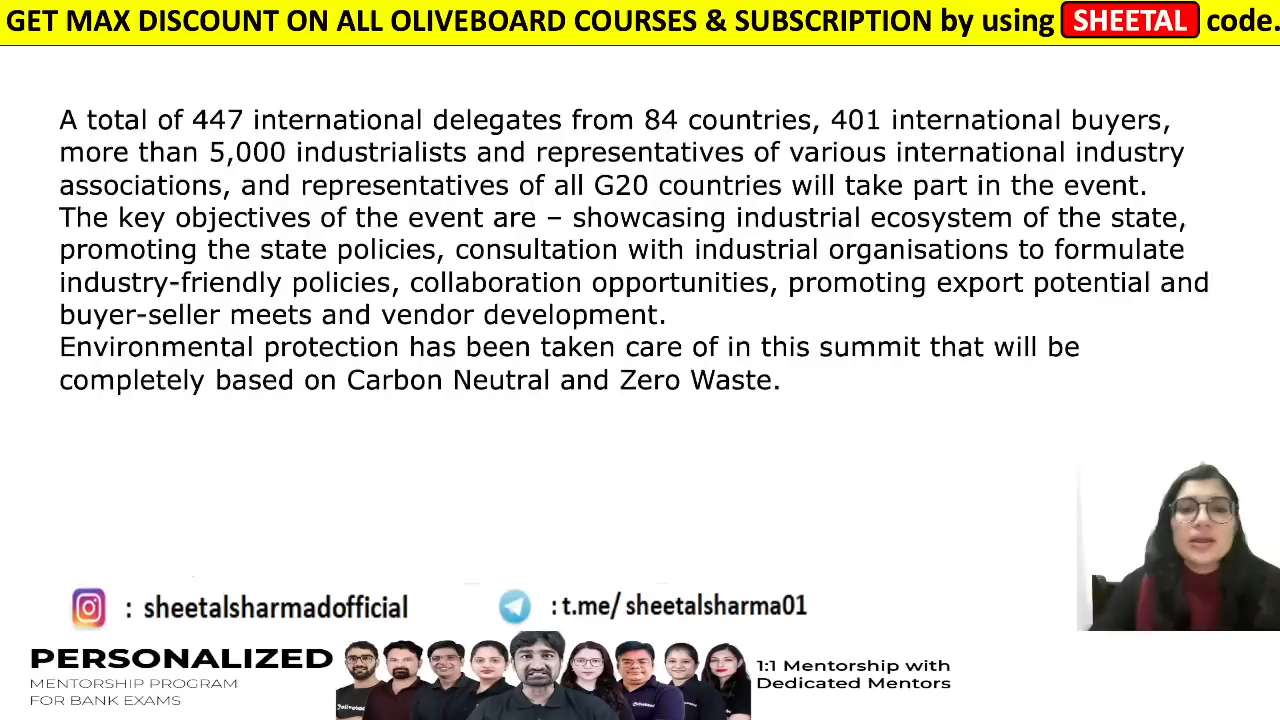 GET MAX DISCOUNT ON ALL OLIVEBOARD COURSES & SUBSCRIPTION by using SHEETAL code.
A total of 447 international delegates from 84 countries, 401 international buyers,
more than 5,000 industrialists and representatives of various international industry
associations, and representatives of all G20 countries will take part in the event.
The key objectives of the event are – showcasing industrial ecosystem of the state,
promoting the state policies, consultation with industrial organisations to formulate
industry-friendly policies, collaboration opportunities, promoting export potential and
buyer-seller meets and vendor development.
Environmental protection has been taken care of in this summit that will be
completely based on Carbon Neutral and Zero Waste.
: sheetalsharmadofficial
: t.me/ sheetalsharma01
PERSONALIZED
MENTORSHIP PROGRAM
FOR BANK EXAMS
1:1 Mentorship with
Dedicated Mentors